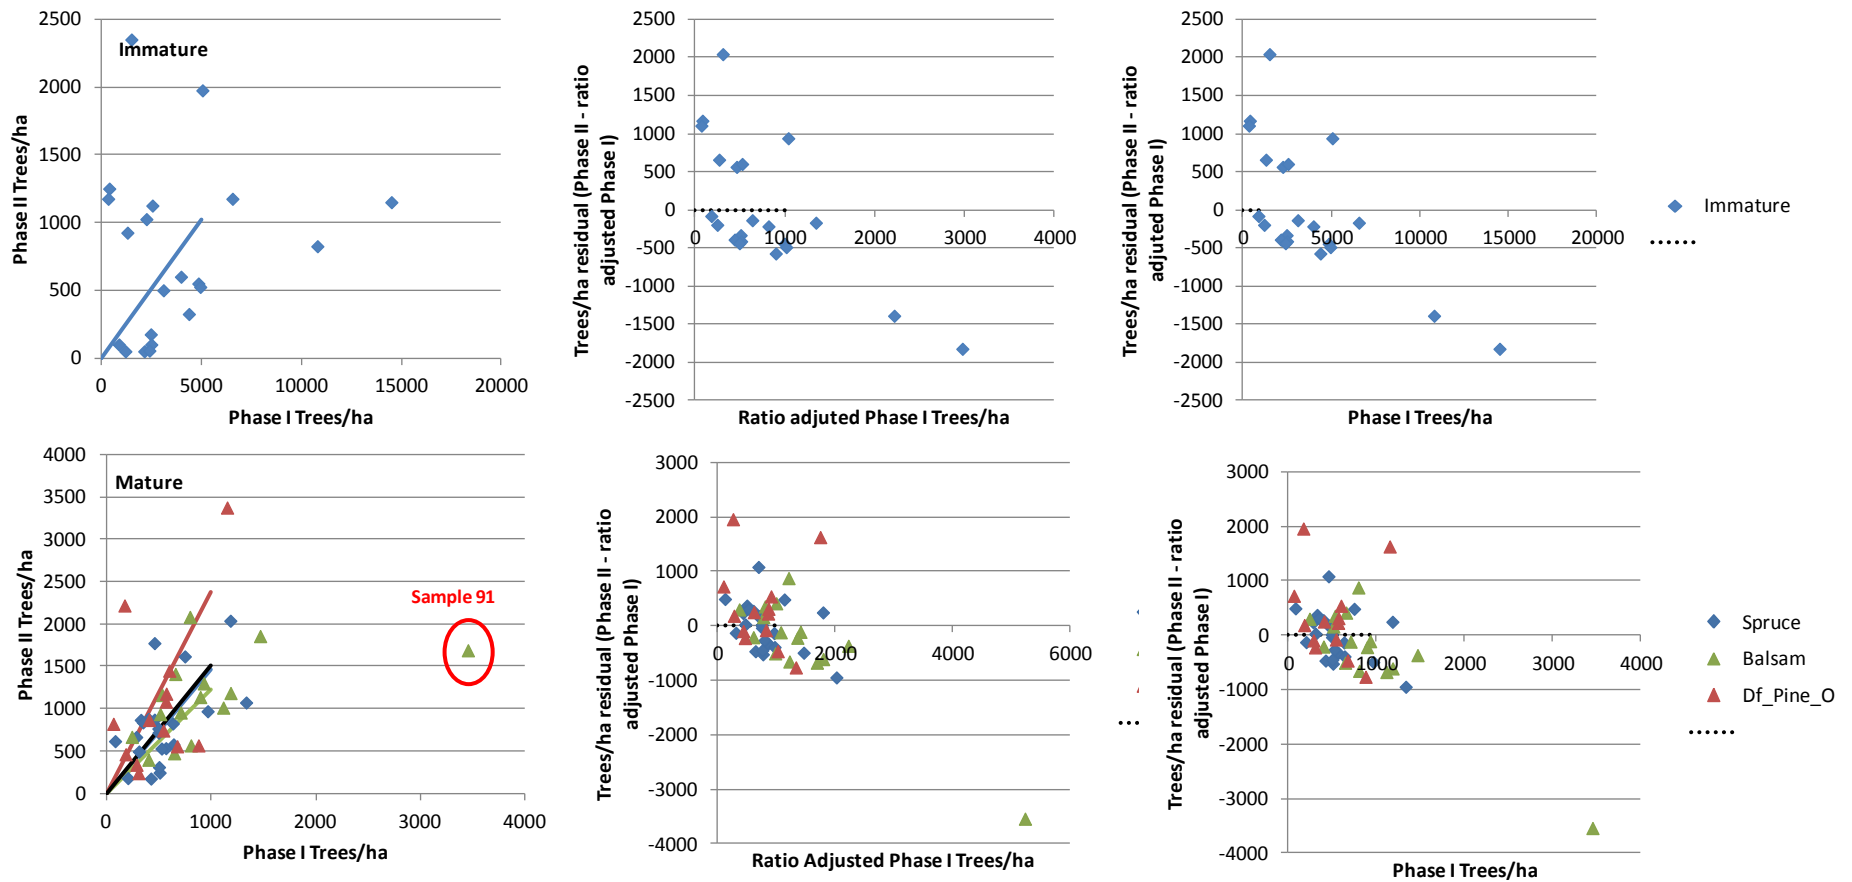 Immature
2500
2000
1500
1000
500
0
0 5000 10000 15000 20000
Phase II Trees/ha
Phase I Trees/ha
2500
2000
1500
1000
500
0
-500
-1000
-1500
-2000
-2500
0 1000 2000 3000 4000
Trees/ha residual (Phase II - ratio
adjusted Phase I)
Ratio adjuted Phase I Trees/ha
2500
2000
1500
1000
500
0
-500
-1000
-1500
-2000
-2500
0 5000 10000 15000 20000
Trees/ha residual (Phase II - ratio
adjuted Phase I)
Phase I Trees/ha
Immature
Mature
4000
3500
3000
2500
2000
1500
1000
500
0
0 1000 2000 3000 4000
Sample 91
Phase II Trees/ha
Phase I Trees/ha
3000
2000
1000
0
-1000
-2000
-3000
-4000
0 2000 4000 6000
Trees/ha residual (Phase II - ratio
adjusted Phase I)
Ratio Adjusted Phase I Trees/ha
3000
2000
1000
0
-1000
-2000
-3000
-4000
0 1000 2000 3000 4000
Trees/ha residual (Phase II - ratio
adjusted Phase I)
Phase I Trees/ha
Spruce
Balsam
Df_Pine_O